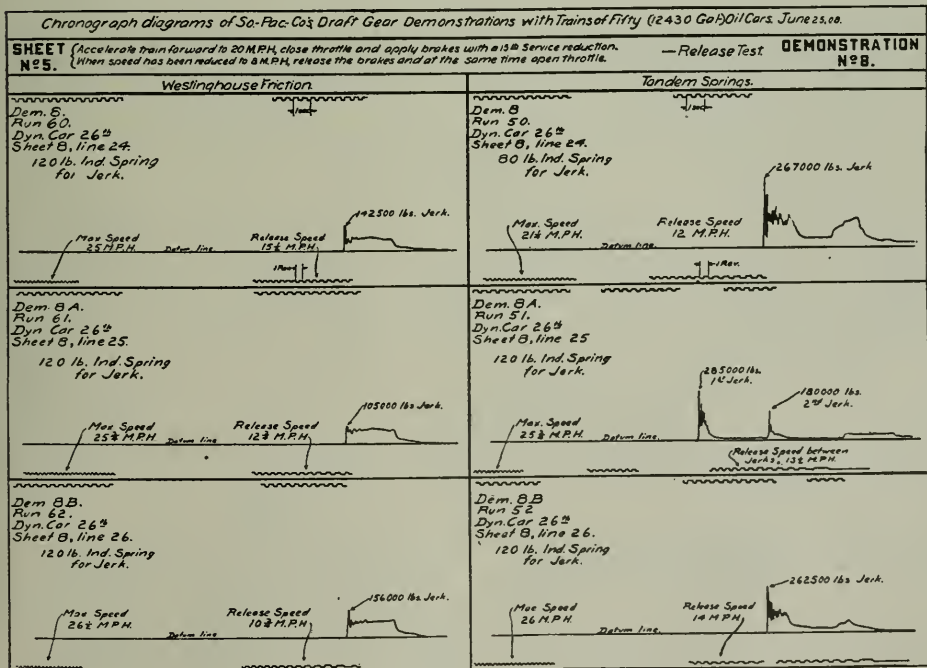 Chronograph diagrams of So-Pac-Co's Draft Gear Demonstrations with Trains of Fifty (12430 Gal.) Oil Cars. June 25, 08.
SHEET Nº5.
Accelerate train forward to 20 M.P.H, close throttle and apply brakes with a 15 lb Service reduction.
When speed has been reduced to 8 M.P.H, release the brakes and at the same time open throttle.
—Release Test.
DEMONSTRATION Nº8.
Westinghouse Friction.
1 sec
Dem. 8.
Run 60.
Dyn. Car 26th
Sheet 8, line 24.
120 lb. Ind. Spring
for Jerk.
142500 lbs. Jerk.
Max. Speed
25 M.P.H.
Datum line
Release Speed
15½ M.P.H.
1 Rev.
Dem. 8A.
Run 61.
Dyn Car 26th
Sheet 8, line 25.
120 lb. Ind. Spring
for Jerk.
105000 lbs Jerk.
Max. Speed
M.P.H.
Datum line
Release Speed
M.P.H.
Dem 8B.
Run 62.
Dyn. Car 26th
Sheet 8, line 26.
120 lb. Ind. Spring
for Jerk.
156000 lbs Jerk.
Max Speed
26½ M.P.H
Datum line
Release Speed
M.P.H
Tandem Springs.
1 sec
Dem. 8
Run 50.
Dyn. Car 26th
Sheet 8, line 24.
80 lb. Ind. Spring
for Jerk.
267000 lbs. Jerk
Max. Speed
M.P.H.
Datum line
Release Speed
12 M.P.H.
1 Rev.
Dem. 8A.
Run 51.
Dyn. Car 26th
Sheet 8, line 25
120 lb. Ind. Spring
for Jerk.
285000 lbs.
1st Jerk.
180000 lbs.
2nd Jerk.
Max. Speed
M.P.H.
Datum line
Release Speed between
Jerks, M.P.H.
Dem. 8B
Run 52
Dyn. Car 26th
Sheet 8, line 26.
120 lb. Ind. Spring
for Jerk.
262500 lbs Jerk.
Max Speed
26 M.P.H.
Datum line
Release Speed
14 M.P.H